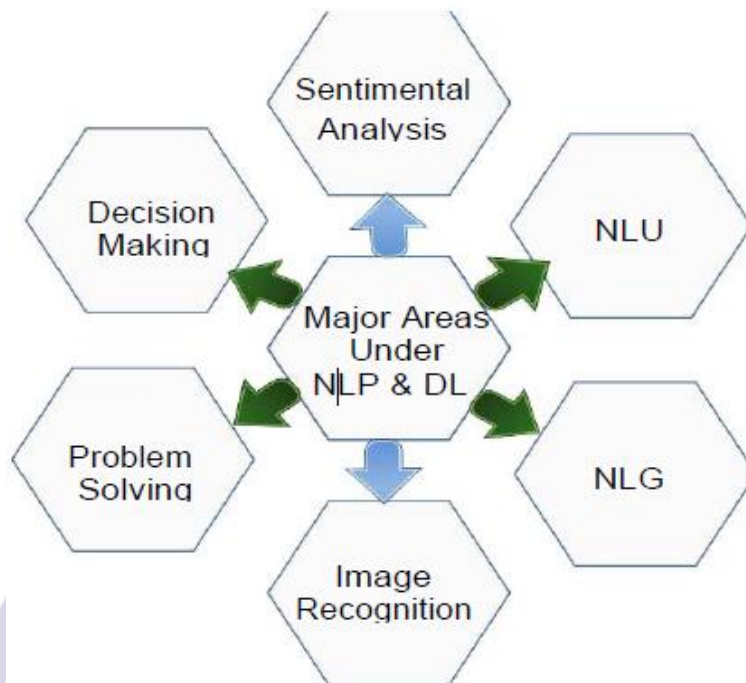 Sentimental
Analysis
Decision
Making
NLU
Major Areas
Under
NLP & DL
Problem
Solving
NLG
Image
Recognition